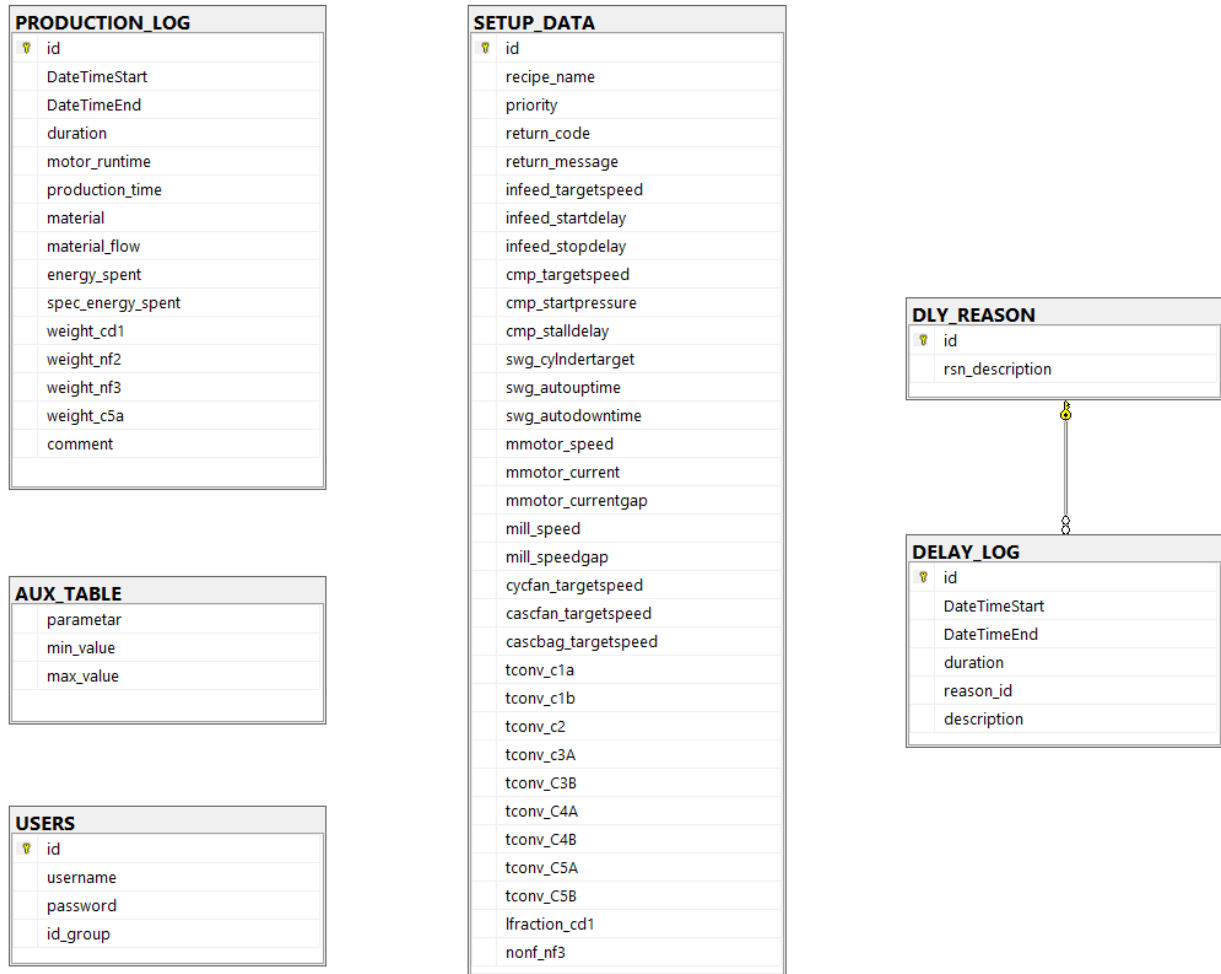 PRODUCTION_LOG
id
DateTimeStart
DateTimeEnd
duration
motor_runtime
production_time
material
material_flow
energy_spent
spec_energy_spent
weight_cd1
weight_nf2
weight_nf3
weight_c5a
comment
AUX_TABLE
parametar
min_value
max_value
USERS
id
username
password
id_group
SETUP_DATA
id
recipe_name
priority
return_code
return_message
infeed_targetspeed
infeed_startdelay
infeed_stopdelay
cmp_targetspeed
cmp_startpressure
cmp_stalldelay
swg_cylndertarget
swg_autouptime
swg_autodowntime
mmotor_speed
mmotor_current
mmotor_currentgap
mill_speed
mill_speedgap
cycfan_targetspeed
cascfan_targetspeed
cascbag_targetspeed
tconv_c1a
tconv_c1b
tconv_c2
tconv_c3A
tconv_C3B
tconv_C4A
tconv_C4B
tconv_C5A
tconv_C5B
lfraction_cd1
nonf_nf3
DLY_REASON
id
rsn_description
DELAY_LOG
id
DateTimeStart
DateTimeEnd
duration
reason_id
description